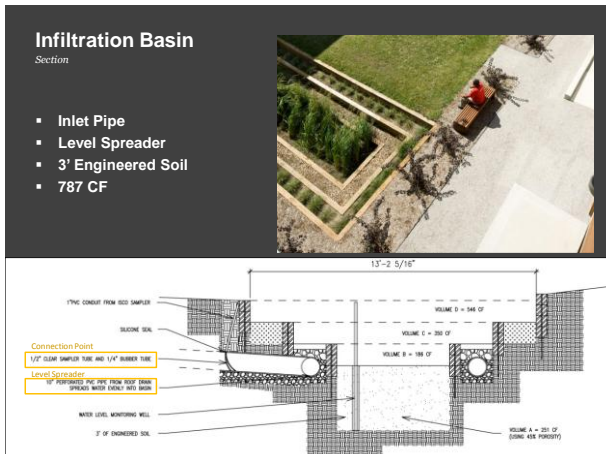 Infiltration Basin
Section
▪ Inlet Pipe
▪ Level Spreader
▪ 3' Engineered Soil
▪ 787 CF
13'-2 5/16"
1"PVC CONDUIT FROM ISCO SAMPLER
VOLUME D = 546 CF
SILICONE SEAL
VOLUME C = 350 CF
Connection Point
VOLUME B = 186 CF
1/2" CLEAR SAMPLER TUBE AND 1/4" RUBBER TUBE
Level Spreader
10" PERFORATED PVC PIPE FROM ROOF DRAIN
SPREADS WATER EVENLY INTO BASIN
WATER LEVEL MONITORING WELL
3' OF ENGINEERED SOIL
VOLUME A = 251 CF
(USING 45% POROSITY)